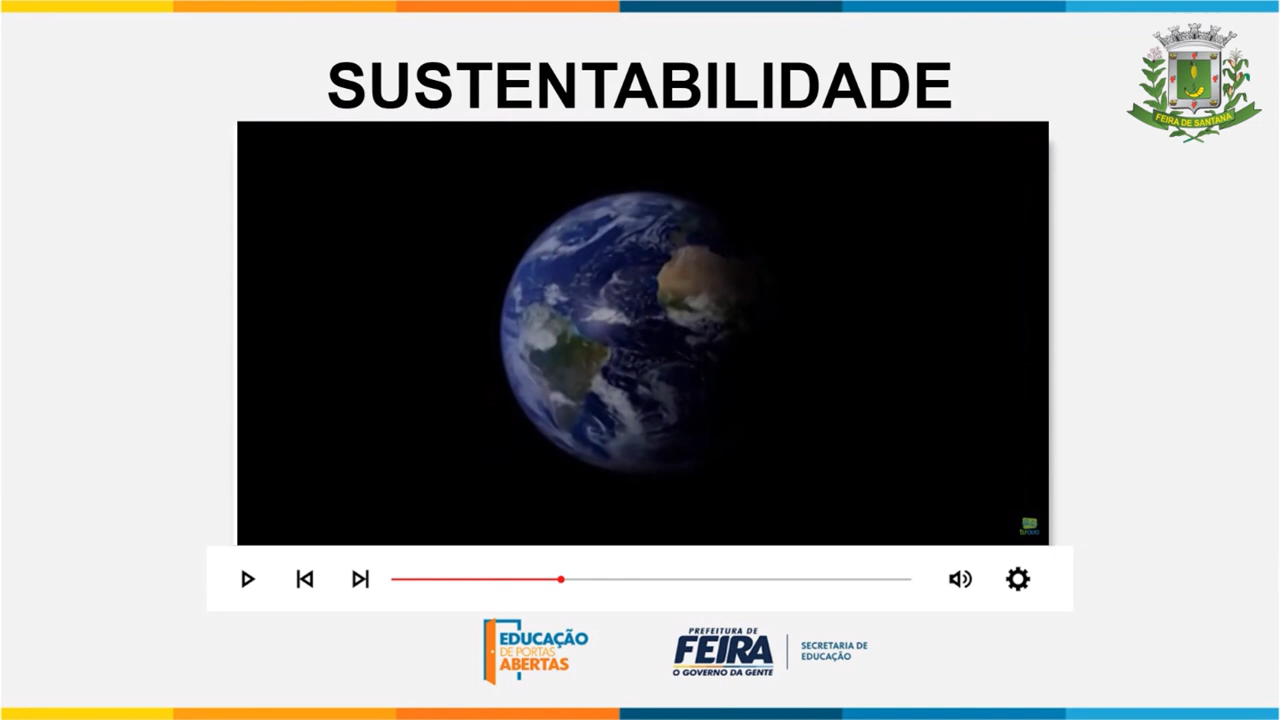 SUSTENTABILIDADE
FEIRA DE SANTANA
EDUCAÇÃO
DE PORTAS
ABERTAS
PREFEITURA DE
FEIRA
O GOVERNO DA GENTE
SECRETARIA DE
EDUCAÇÃO